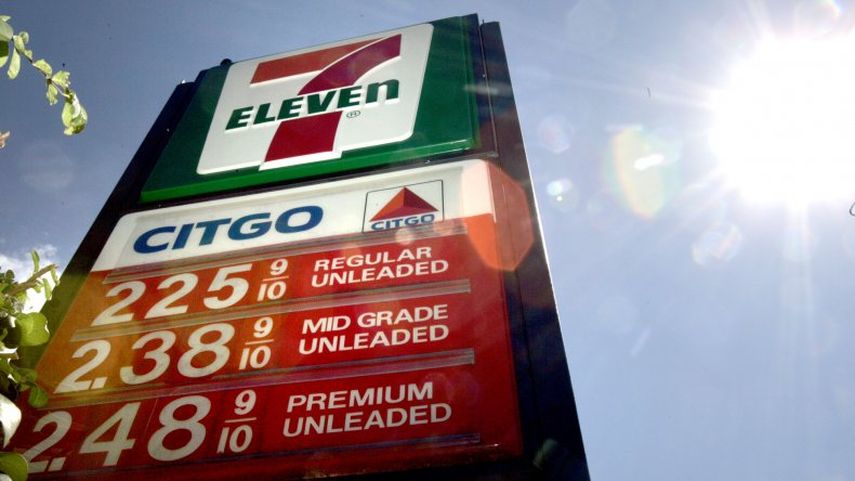 7
ELEVEn
®
CITGO
CITGO
2.25 9/10 REGULAR UNLEADED
2.38 9/10 MID GRADE UNLEADED
2.48 9/10 PREMIUM UNLEADED